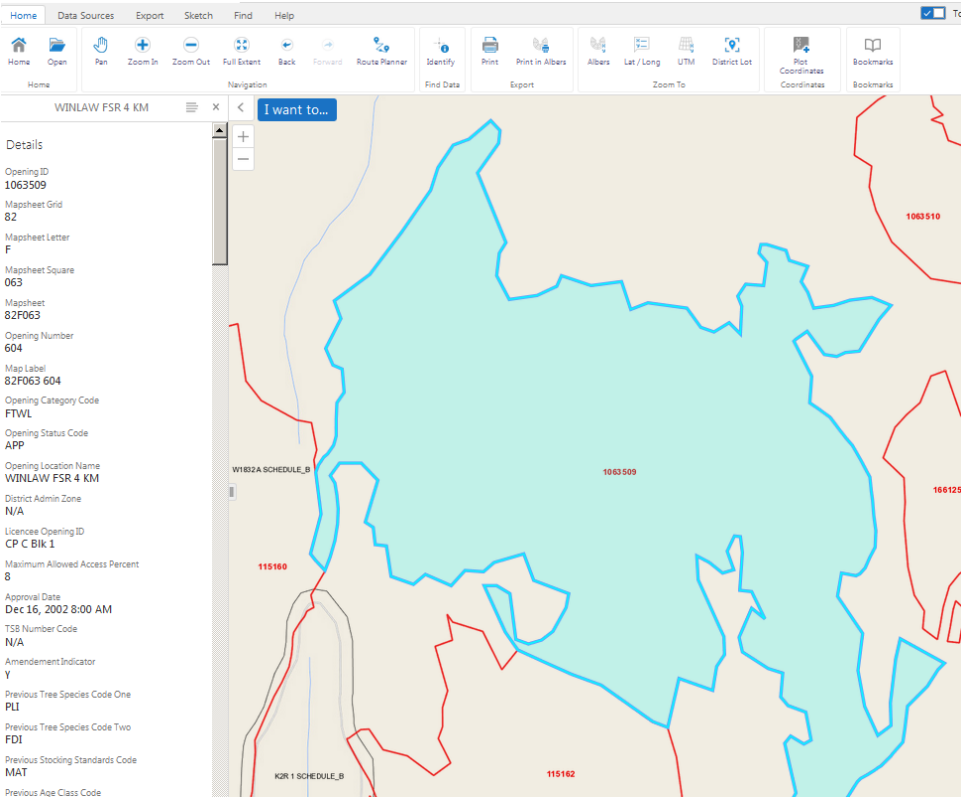 Home Data Sources Export Sketch Find Help
Home Open Pan Zoom In Zoom Out Full Extent Back Forward Route Planner Identify Print Print in Albers Albers Lat / Long UTM District Lot Plot Coordinates Bookmarks
Home Navigation Find Data Export Zoom To Coordinates Bookmarks
WINLAW FSR 4 KM
I want to...
Details
Opening ID
1063509
Mapsheet Grid
82
Mapsheet Letter
F
Mapsheet Square
063
Mapsheet
82F063
Opening Number
604
Map Label
82F063 604
Opening Category Code
FTWL
Opening Status Code
APP
Opening Location Name
WINLAW FSR 4 KM
District Admin Zone
N/A
Licencee Opening ID
CP C Blk 1
Maximum Allowed Access Percent
8
Approval Date
Dec 16, 2002 8:00 AM
TSB Number Code
N/A
Amendement Indicator
Y
Previous Tree Species Code One
PLI
Previous Tree Species Code Two
FDI
Previous Stocking Standards Code
MAT
Previous Age Class Code
1063510
W1832A SCHEDULE_B
1063509
166125
115160
K2R 1 SCHEDULE_B
115162